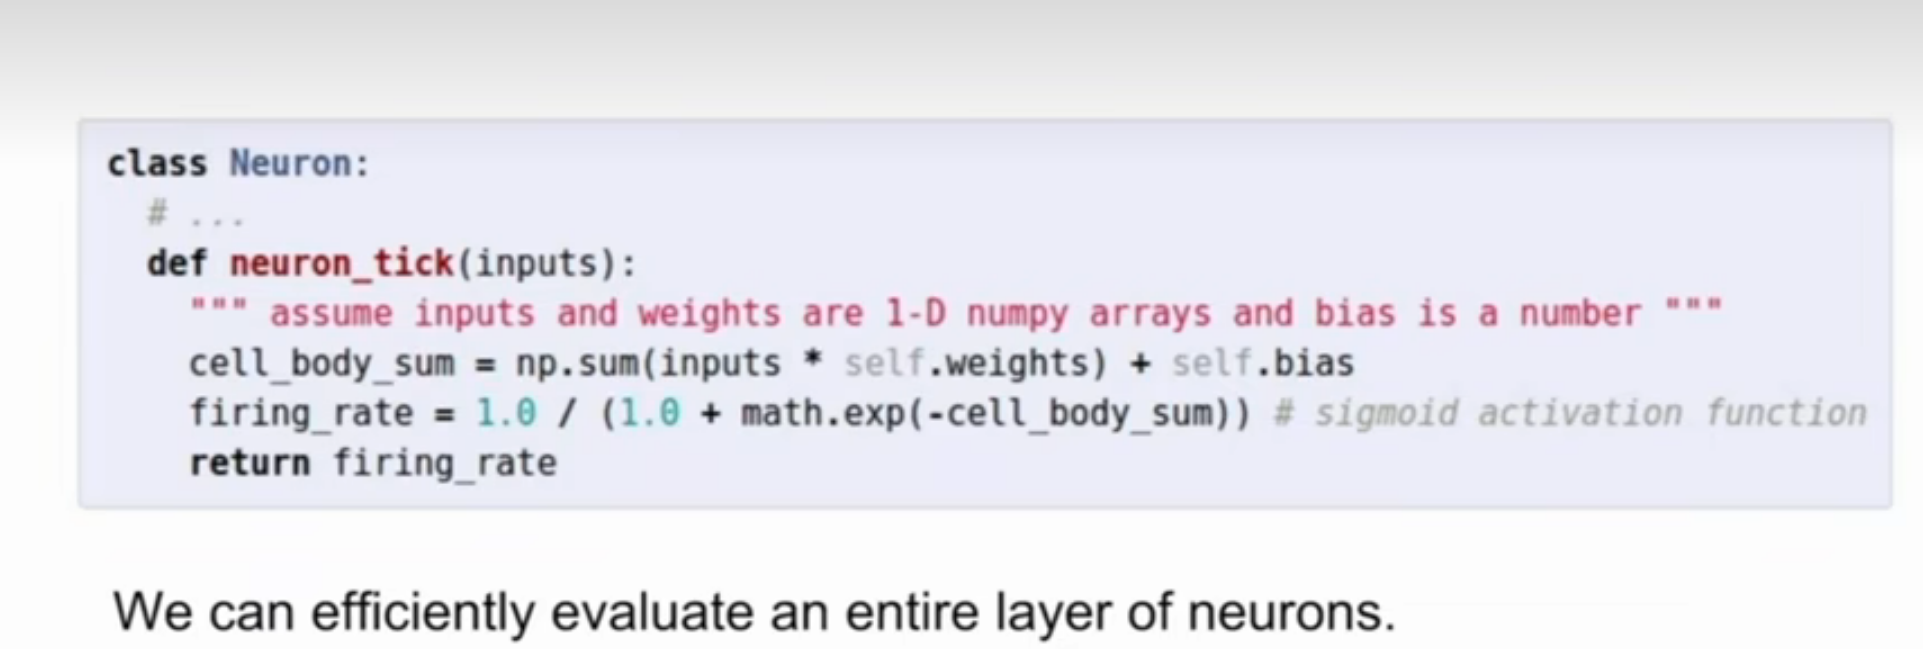 class Neuron:
# ...
def neuron_tick(inputs):
""" assume inputs and weights are 1-D numpy arrays and bias is a number """
cell_body_sum = np.sum(inputs * self.weights) + self.bias
firing_rate = 1.0 / (1.0 + math.exp(-cell_body_sum)) # sigmoid activation function
return firing_rate
We can efficiently evaluate an entire layer of neurons.